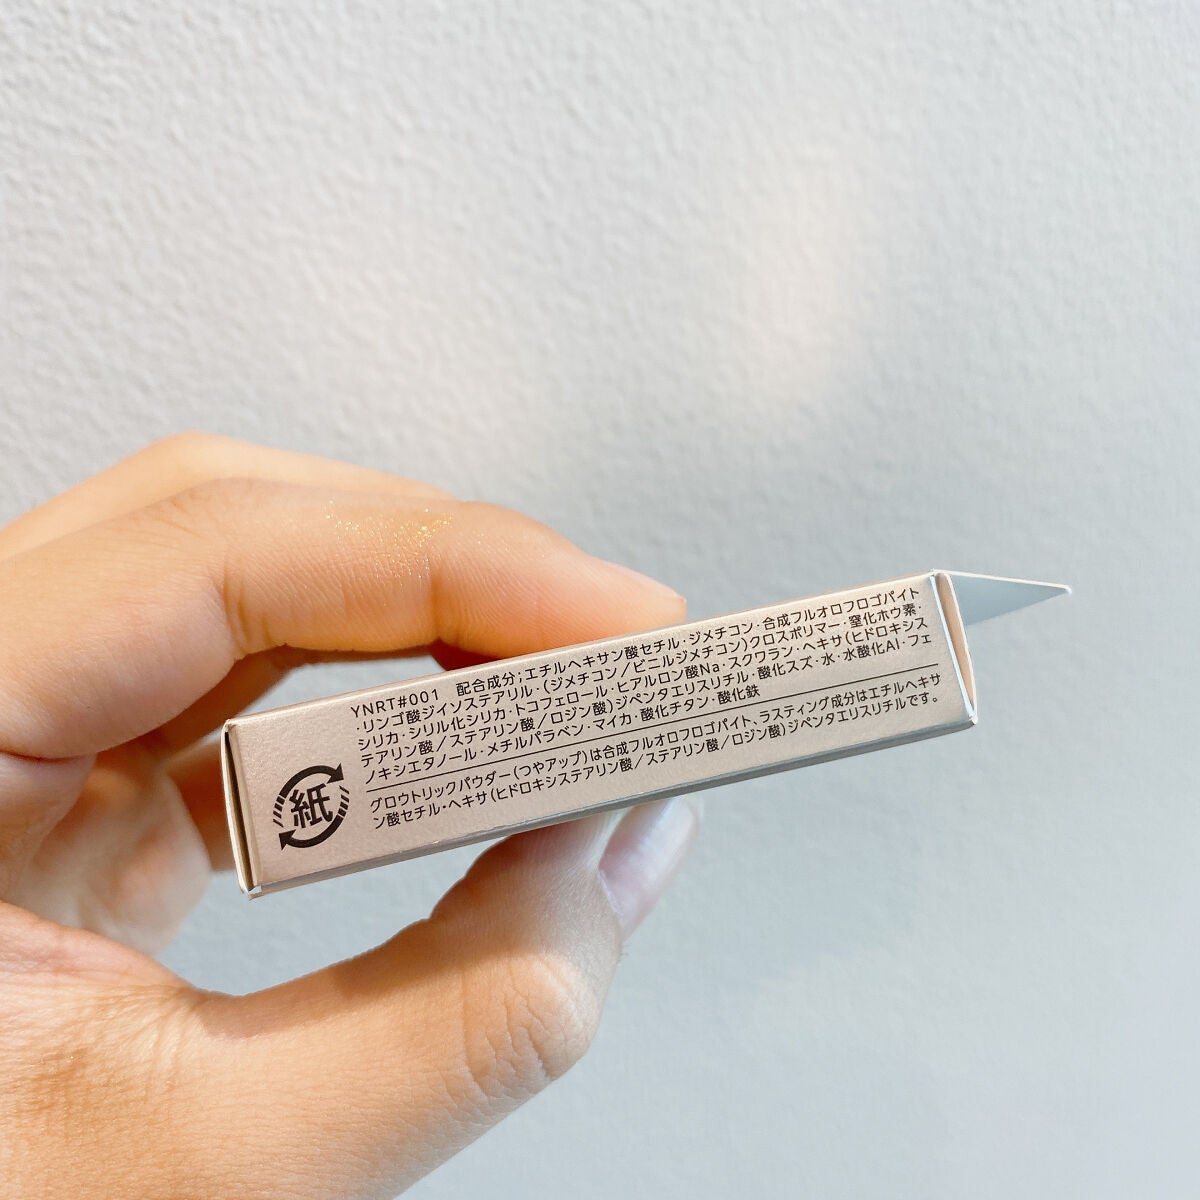 YNRT#001 配合成分;エチルヘキサン酸セチル・ジメチコン・合成フルオロフロゴパイト
・リンゴ酸ジイソステアリル・(ジメチコン/ビニルジメチコン)クロスポリマー・窒化ホウ素・
シリカ・シリル化シリカ・トコフェロール・ヒアルロン酸Na・スクワラン・ヘキサ(ヒドロキシス
テアリン酸/ステアリン酸/ロジン酸)ジペンタエリスリチル・酸化スズ・水・水酸化Al・フェ
ノキシエタノール・メチルパラベン・マイカ・酸化チタン・酸化鉄
グロウトリックパウダー(つやアップ)は合成フルオロフロゴパイト、ラスティング成分はエチルヘキサ
ン酸セチル・ヘキサ(ヒドロキシステアリン酸/ステアリン酸/ロジン酸)ジペンタエリスリチルです。
紙